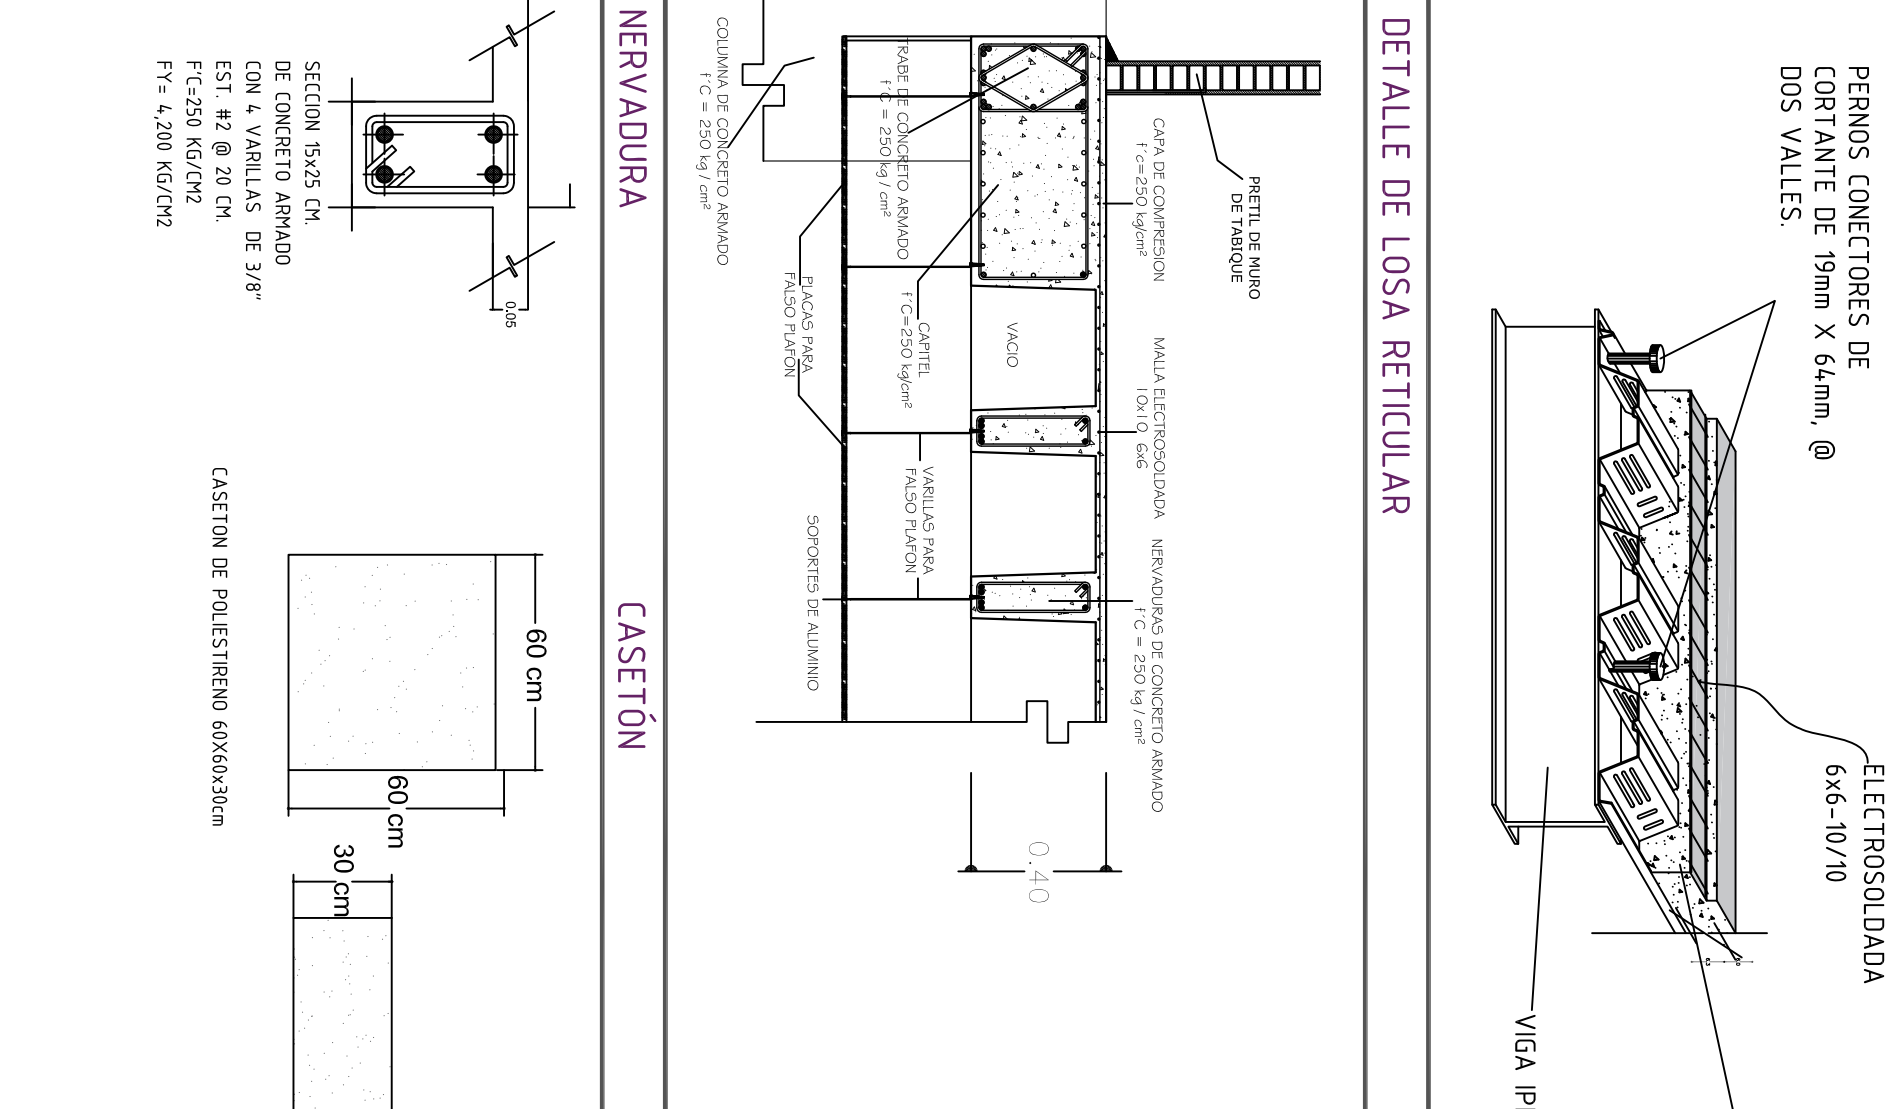 PERNOS CONECTORES DE
CORTANTE DE 19mm X 64mm, @
DOS VALLES.
ELECTROSOLDADA
6x6-10/10
VIGA
DETALLE DE LOSA RETICULAR
PRETIL DE MURO
DE TABIQUE
CAPA DE COMPRESION
f'c=250 kg/cm²
MALLA ELECTROSOLDADA
10x10 6x6
NERVADURAS DE CONCRETO ARMADO
f'C = 250 kg / cm²
VACIO
0.40
CAPITEL
f'C=250 kg/cm²
TRABE DE CONCRETO ARMADO
f'C = 250 kg / cm²
VARILLAS PARA
FALSO PLAFON
PLACAS PARA
FALSO PLAFON
SOPORTES DE ALUMINIO
COLUMNA DE CONCRETO ARMADO
f'C = 250 kg / cm²
NERVADURA
0.05
SECCION 15x25 CM.
DE CONCRETO ARMADO
CON 4 VARILLAS DE 3/8"
EST. #2 @ 20 CM.
F'C=250 KG/CM2
FY= 4,200 KG/CM2
CASETÓN
60 cm
60 cm
30 cm
CASETON DE POLIESTIRENO 60X60x30cm